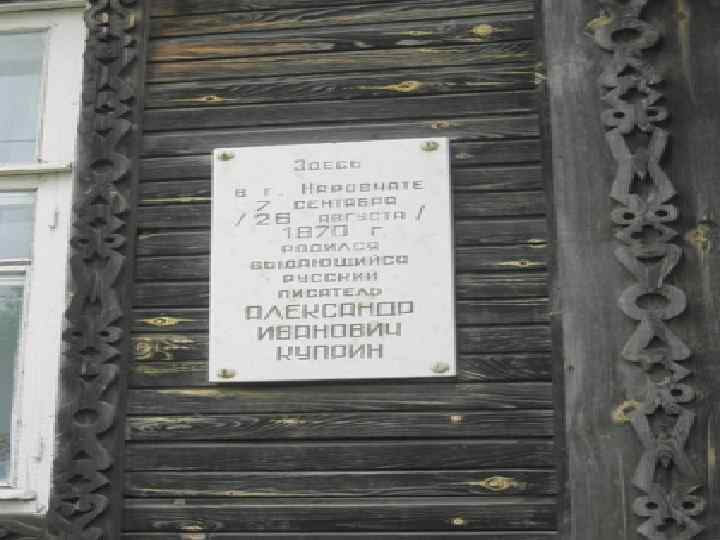 Здесь
в г. Наровчате
7 сентября
/26 августа/
1870 г
родился
выдающийся
русский
писатель
АЛЕКСАНДР
ИВАНОВИЧ
КУПРИН